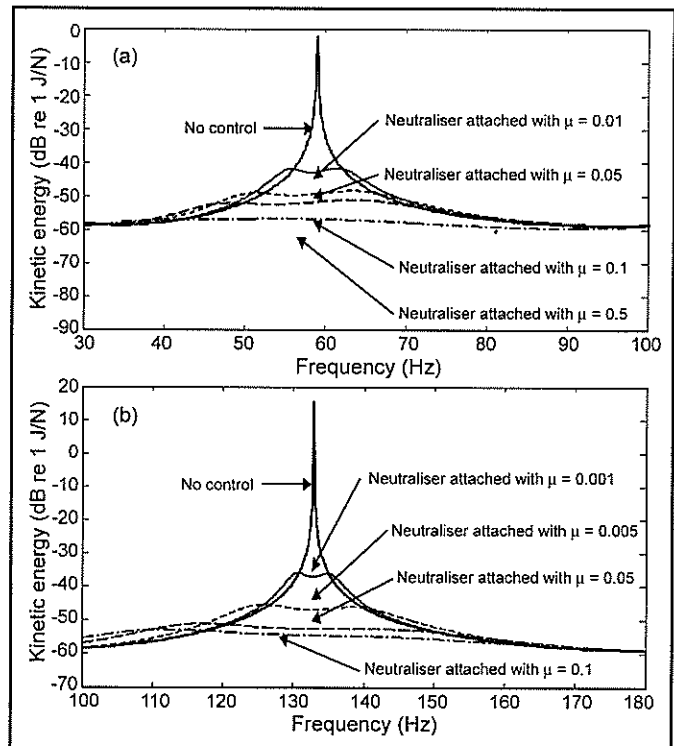 (a)
Kinetic energy (dB re 1 J/N)
0
-10
-20
-30
-40
-50
-60
-70
-80
-90
No control
Neutraliser attached with μ = 0.01
Neutraliser attached with μ = 0.05
Neutraliser attached with μ = 0.1
Neutraliser attached with μ = 0.5
30 40 50 60 70 80 90 100
Frequency (Hz)
(b)
Kinetic energy (dB re 1 J/N)
20
10
0
-10
-20
-30
-40
-50
-60
-70
No control
Neutraliser attached with μ = 0.001
Neutraliser attached with μ = 0.005
Neutraliser attached with μ = 0.05
Neutraliser attached with μ = 0.1
100 110 120 130 140 150 160 170 180
Frequency (Hz)